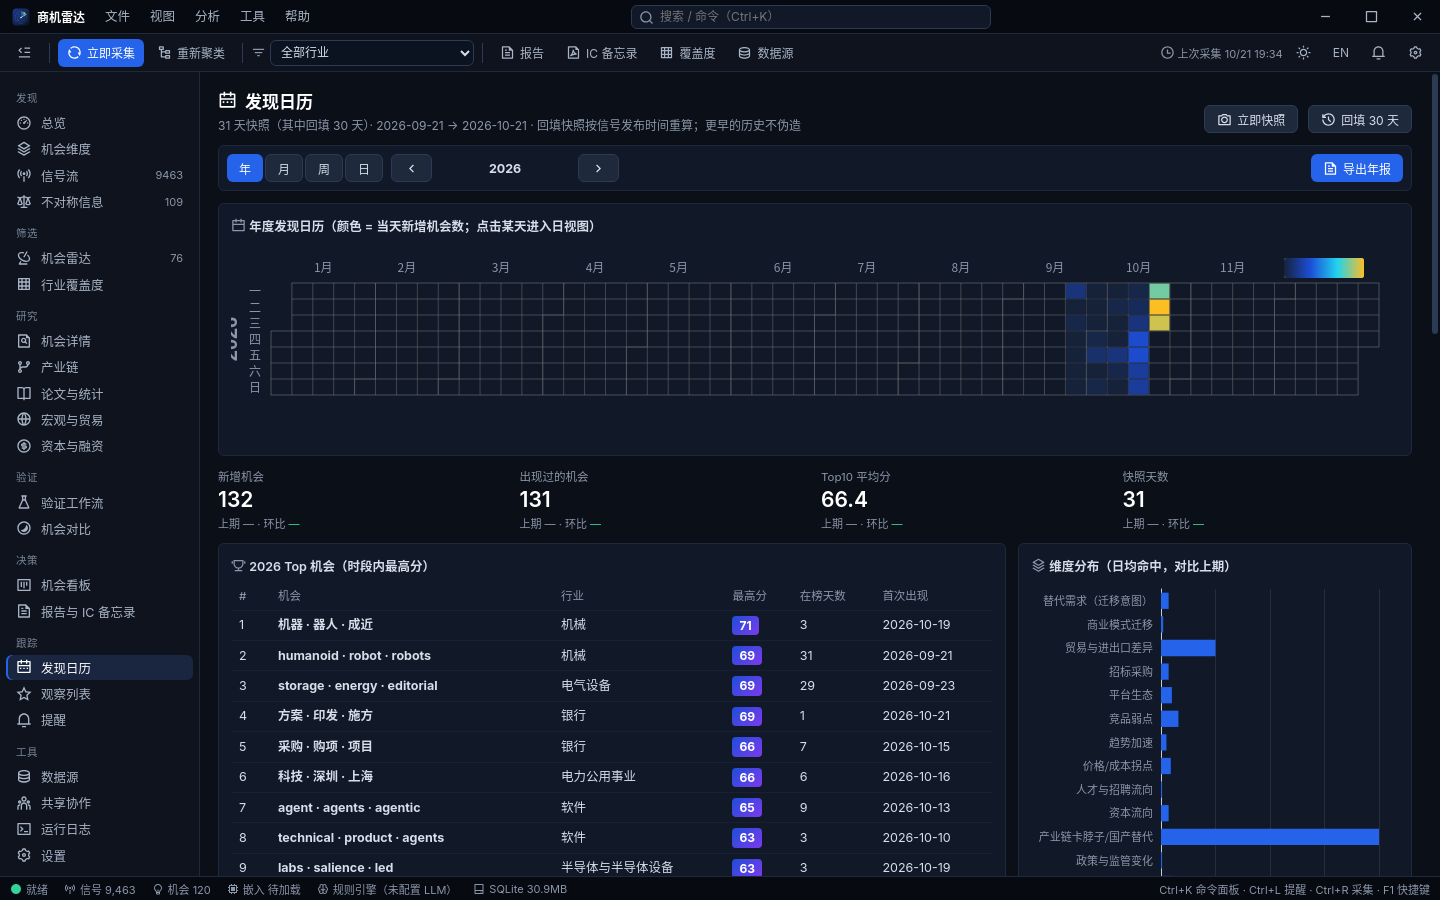 商机雷达 文件 视图 分析 工具 帮助 搜索 / 命令（Ctrl+K）
立即采集 重新聚类 全部行业 报告 IC 备忘录 覆盖度 数据源 上次采集 10/21 19:34 EN
发现
总览
机会维度
信号流 9463
不对称信息 109
筛选
机会雷达 76
行业覆盖度
研究
机会详情
产业链
论文与统计
宏观与贸易
资本与融资
验证
验证工作流
机会对比
决策
机会看板
报告与 IC 备忘录
跟踪
发现日历
观察列表
提醒
工具
数据源
共享协作
运行日志
设置
发现日历
31 天快照（其中回填 30 天）· 2026-09-21 → 2026-10-21 · 回填快照按信号发布时间重算；更早的历史不伪造
立即快照 回填 30 天
年 月 周 日 2026 导出年报
年度发现日历（颜色 = 当天新增机会数；点击某天进入日视图）
1月 2月 3月 4月 5月 6月 7月 8月 9月 10月 11月
2026
一
二
三
四
五
六
日
新增机会 出现过的机会 Top10 平均分 快照天数
132 131 66.4 31
上期 — · 环比 — 上期 — · 环比 — 上期 — · 环比 — 上期 — · 环比 —
2026 Top 机会（时段内最高分）
# 机会 行业 最高分 在榜天数 首次出现
1 机器 · 器人 · 成近 机械 71 3 2026-10-19
2 humanoid · robot · robots 机械 69 31 2026-09-21
3 storage · energy · editorial 电气设备 69 29 2026-09-23
4 方案 · 印发 · 施方 银行 69 1 2026-10-21
5 采购 · 购项 · 项目 银行 66 7 2026-10-15
6 科技 · 深圳 · 上海 电力公用事业 66 6 2026-10-16
7 agent · agents · agentic 软件 65 9 2026-10-13
8 technical · product · agents 软件 63 3 2026-10-10
9 labs · salience · led 半导体与半导体设备 63 3 2026-10-19
维度分布（日均命中，对比上期）
替代需求（迁移意图）
商业模式迁移
贸易与进出口差异
招标采购
平台生态
竞品弱点
趋势加速
价格/成本拐点
人才与招聘流向
资本流向
产业链卡脖子/国产替代
政策与监管变化
就绪 信号 9,463 机会 120 嵌入 待加载 规则引擎（未配置 LLM） SQLite 30.9MB Ctrl+K 命令面板 · Ctrl+L 提醒 · Ctrl+R 采集 · F1 快捷键